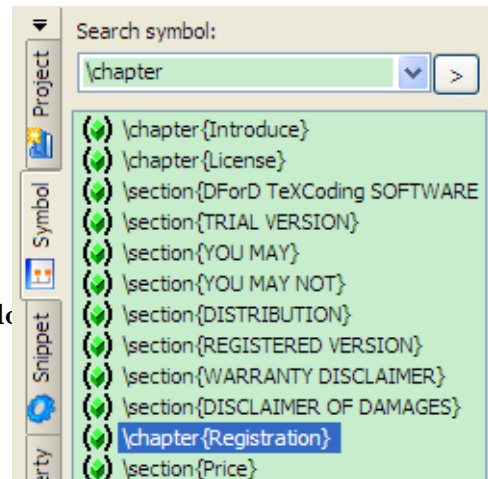 Search symbol:
\chapter
>
Project
Symbol
Snippet
\chapter{Introduce}
\chapter{License}
\section{DForD TeXCoding SOFTWARE
\section{TRIAL VERSION}
\section{YOU MAY}
\section{YOU MAY NOT}
\section{DISTRIBUTION}
\section{REGISTERED VERSION}
\section{WARRANTY DISCLAIMER}
\section{DISCLAIMER OF DAMAGES}
\chapter{Registration}
\section{Price}